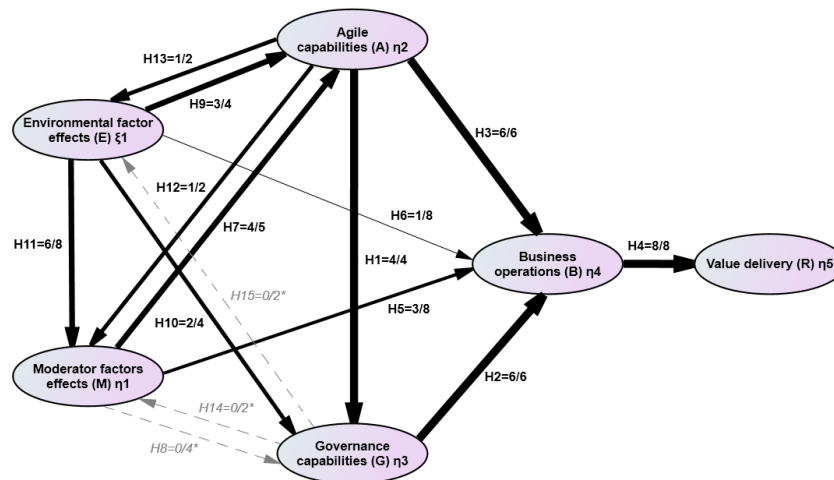 Agile
capabilities (A) η2
H13=1/2
H9=3/4
Environmental factor
effects (E) ξ1
H3=6/6
H12=1/2
H6=1/8
H7=4/5
H11=6/8
H1=4/4
Business
operations (B) η4
H4=8/8
Value delivery (R) η5
H15=0/2*
H10=2/4
H5=3/8
Moderator factors
effects (M) η1
H2=6/6
H14=0/2*
H8=0/4*
Governance
capabilities (G) η3